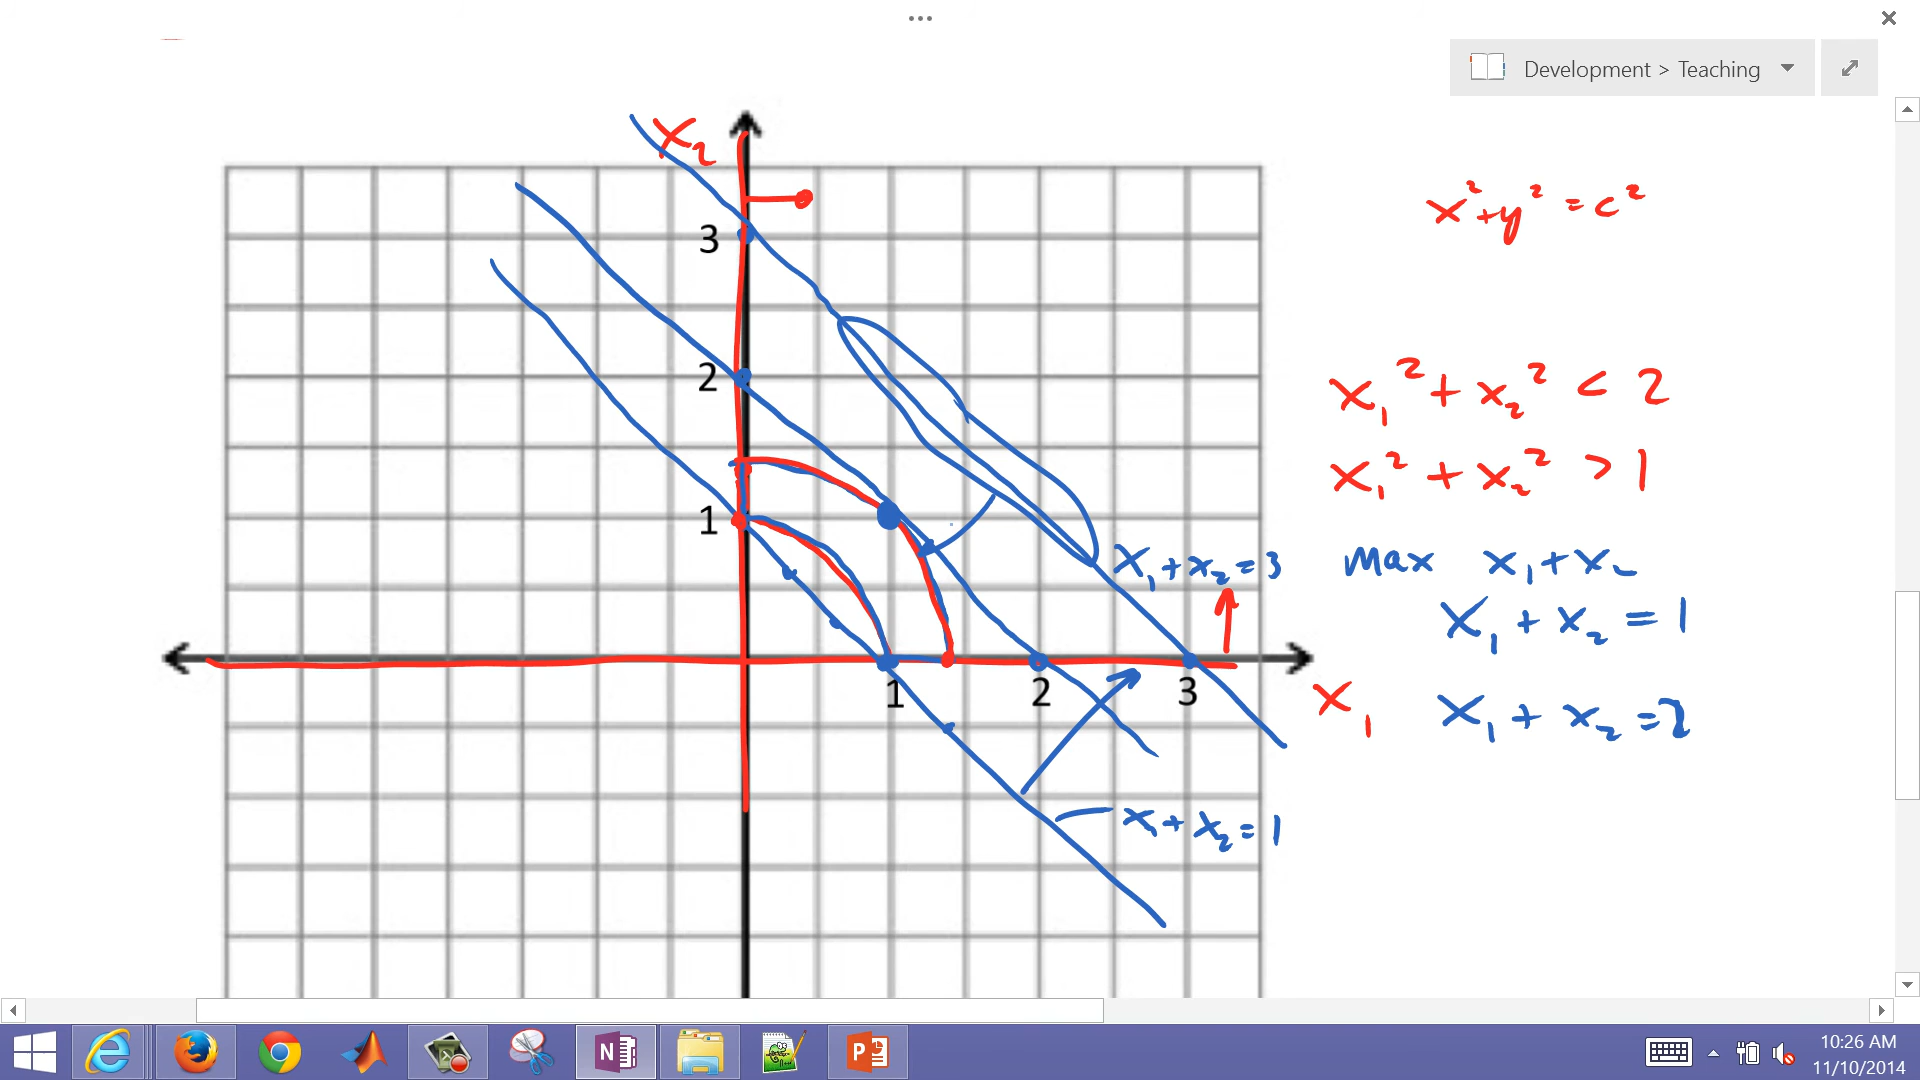 Development > Teaching
x₂
x² + y² = c²
3
2
x₁² + x₂² < 2
x₁² + x₂² > 1
1
x₁ + x₂ = 3
max x₁ + x₂
x₁ + x₂ = 1
1 2 3
x₁
x₁ + x₂ = 2
x₁ + x₂ = 1
10:26 AM
11/10/2014